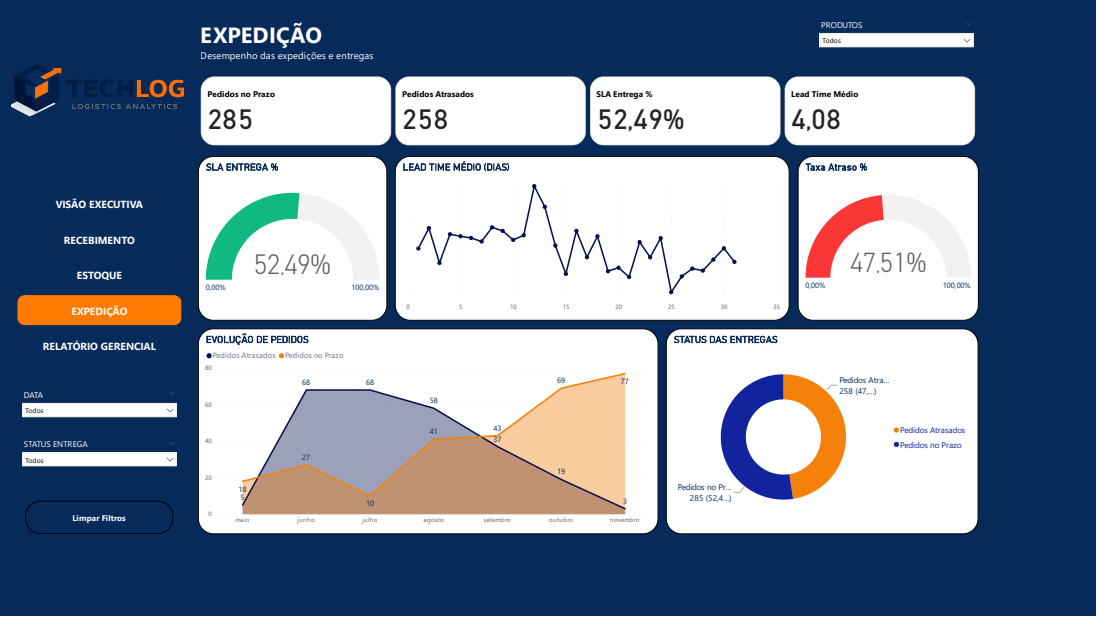 EXPEDIÇÃO
Desempenho das expedições e entregas
PRODUTOS
Todos
TECHLOG
LOGISTICS ANALYTICS
Pedidos no Prazo
285
Pedidos Atrasados
258
SLA Entrega %
52,49%
Lead Time Médio
4,08
VISÃO EXECUTIVA
RECEBIMENTO
ESTOQUE
EXPEDIÇÃO
RELATÓRIO GERENCIAL
DATA
Todos
STATUS ENTREGA
Todos
Limpar Filtros
SLA ENTREGA %
52,49%
0,00% 100,00%
LEAD TIME MÉDIO (DIAS)
0 5 10 15 20 25 30 35
Taxa Atraso %
47,51%
0,00% 100,00%
EVOLUÇÃO DE PEDIDOS
Pedidos Atrasados Pedidos no Prazo
80
60
40
20
0
68 68 58 37 19 3
5
18
27 10 41 43 69 77
maio junho julho agosto setembro outubro novembro
STATUS DAS ENTREGAS
Pedidos Atra...
258 (47,...)
Pedidos no Pr...
285 (52,4...)
Pedidos Atrasados
Pedidos no Prazo